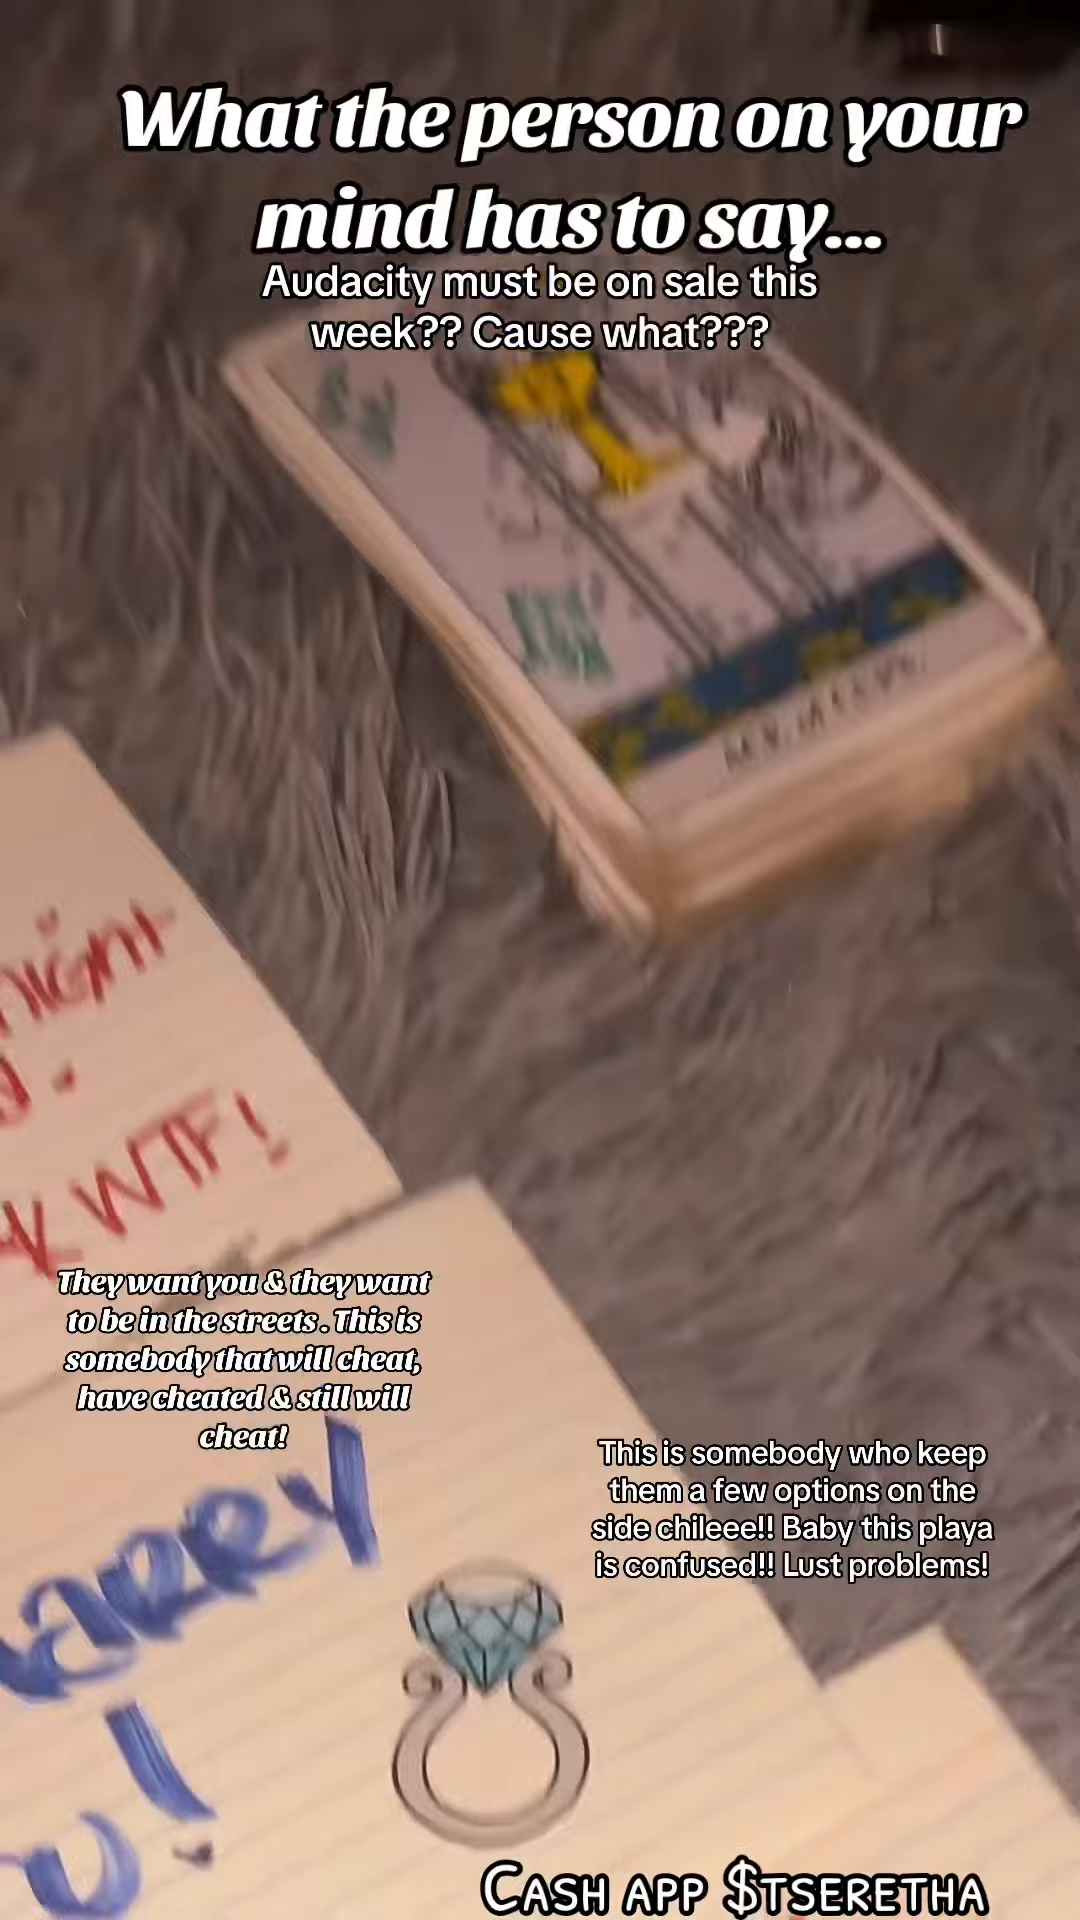 What the person on your
mind has to say...
Audacity must be on sale this
week?? Cause what???
WTF!
They want you & they want
to be in the streets. This is
somebody that will cheat,
have cheated & still will
cheat!
This is somebody who keep
them a few options on the
side chileee!! Baby this playa
is confused!! Lust problems!
Cash app $tseretha